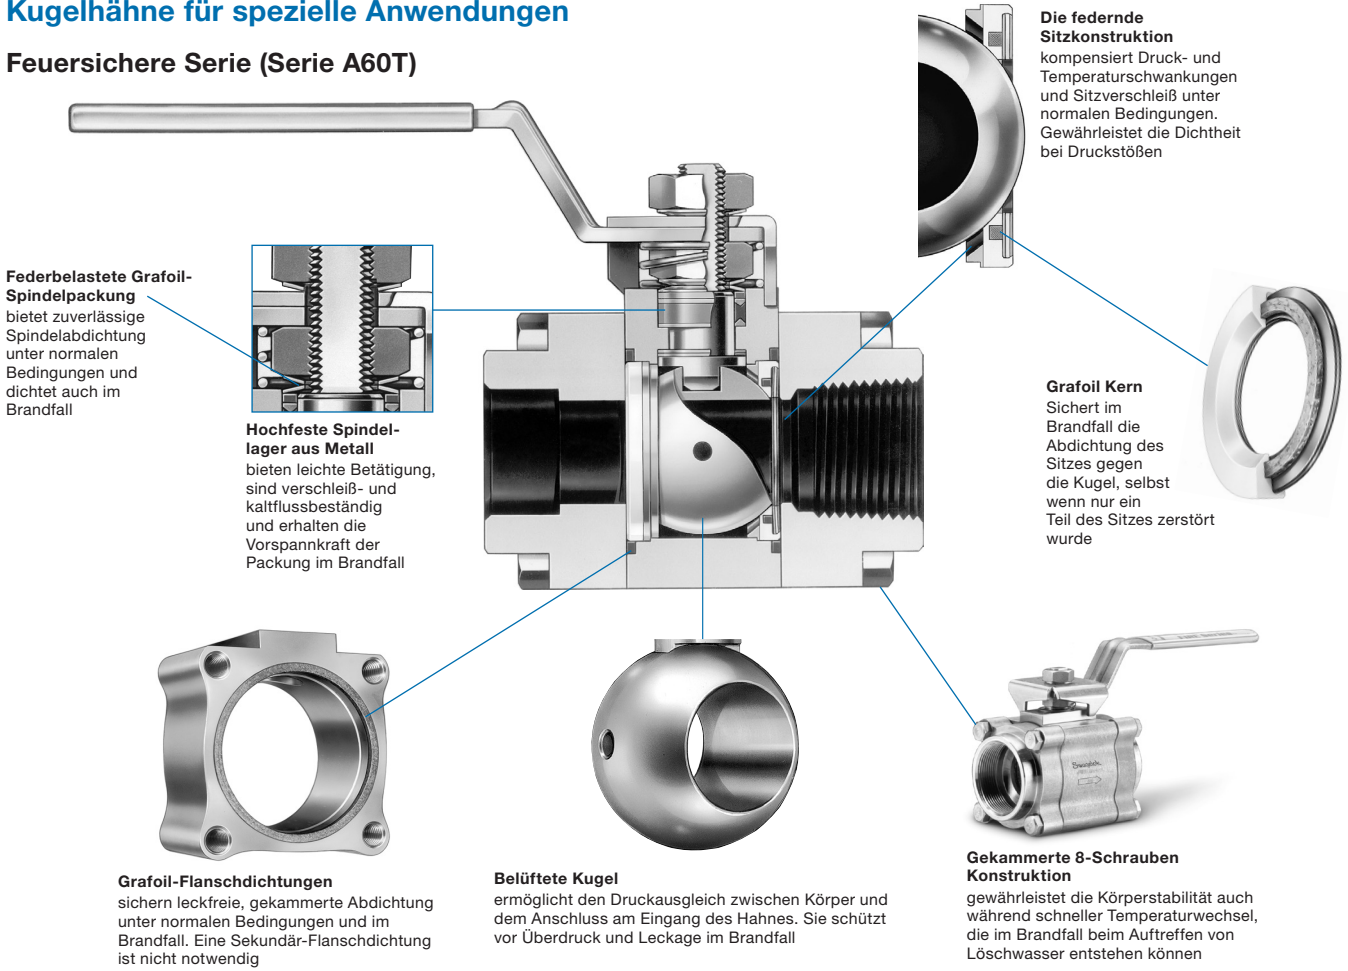 Kugelhähne für spezielle Anwendungen
Feuersichere Serie (Serie A60T)
Die federnde
Sitzkonstruktion
kompensiert Druck- und
Temperaturschwankungen
und Sitzverschleiß unter
normalen Bedingungen.
Gewährleistet die Dichtheit
bei Druckstößen
Federbelastete Grafoil-
Spindelpackung
bietet zuverlässige
Spindelabdichtung
unter normalen
Bedingungen und
dichtet auch im
Brandfall
Hochfeste Spindel-
lager aus Metall
bieten leichte Betätigung,
sind verschleiß- und
kaltflussbeständig
und erhalten die
Vorspannkraft der
Packung im Brandfall
Grafoil Kern
Sichert im
Brandfall die
Abdichtung des
Sitzes gegen
die Kugel, selbst
wenn nur ein
Teil des Sitzes zerstört
wurde
Grafoil-Flanschdichtungen
sichern leckfreie, gekammerte Abdichtung
unter normalen Bedingungen und im
Brandfall. Eine Sekundär-Flanschdichtung
ist nicht notwendig
Belüftete Kugel
ermöglicht den Druckausgleich zwischen Körper und
dem Anschluss am Eingang des Hahnes. Sie schützt
vor Überdruck und Leckage im Brandfall
Swagelok
Gekammerte 8-Schrauben
Konstruktion
gewährleistet die Körperstabilität auch
während schneller Temperaturwechsel,
die im Brandfall beim Auftreffen von
Löschwasser entstehen können